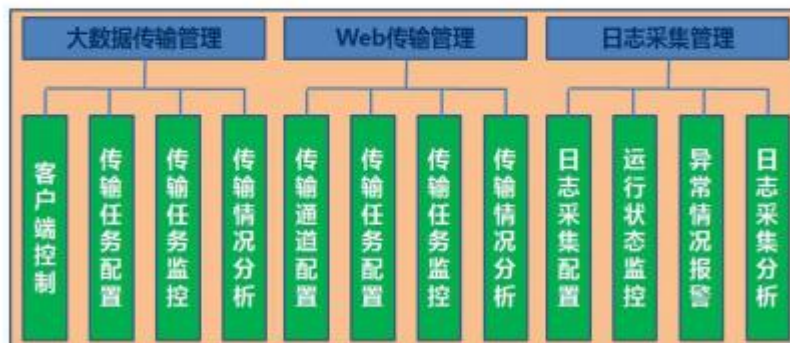 大数据传输管理
Web传输管理
日志采集管理
客户端控制
传输任务配置
传输任务监控
传输情况分析
传输通道配置
传输任务配置
传输任务监控
传输情况分析
日志采集配置
运行状态监控
异常情况报警
日志采集分析